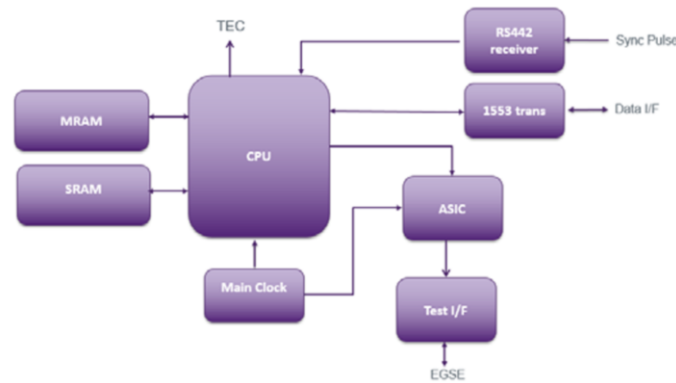 TEC
RS442
receiver
Sync Pulse
MRAM
1553 trans
Data I/F
CPU
SRAM
ASIC
Main Clock
Test I/F
EGSE